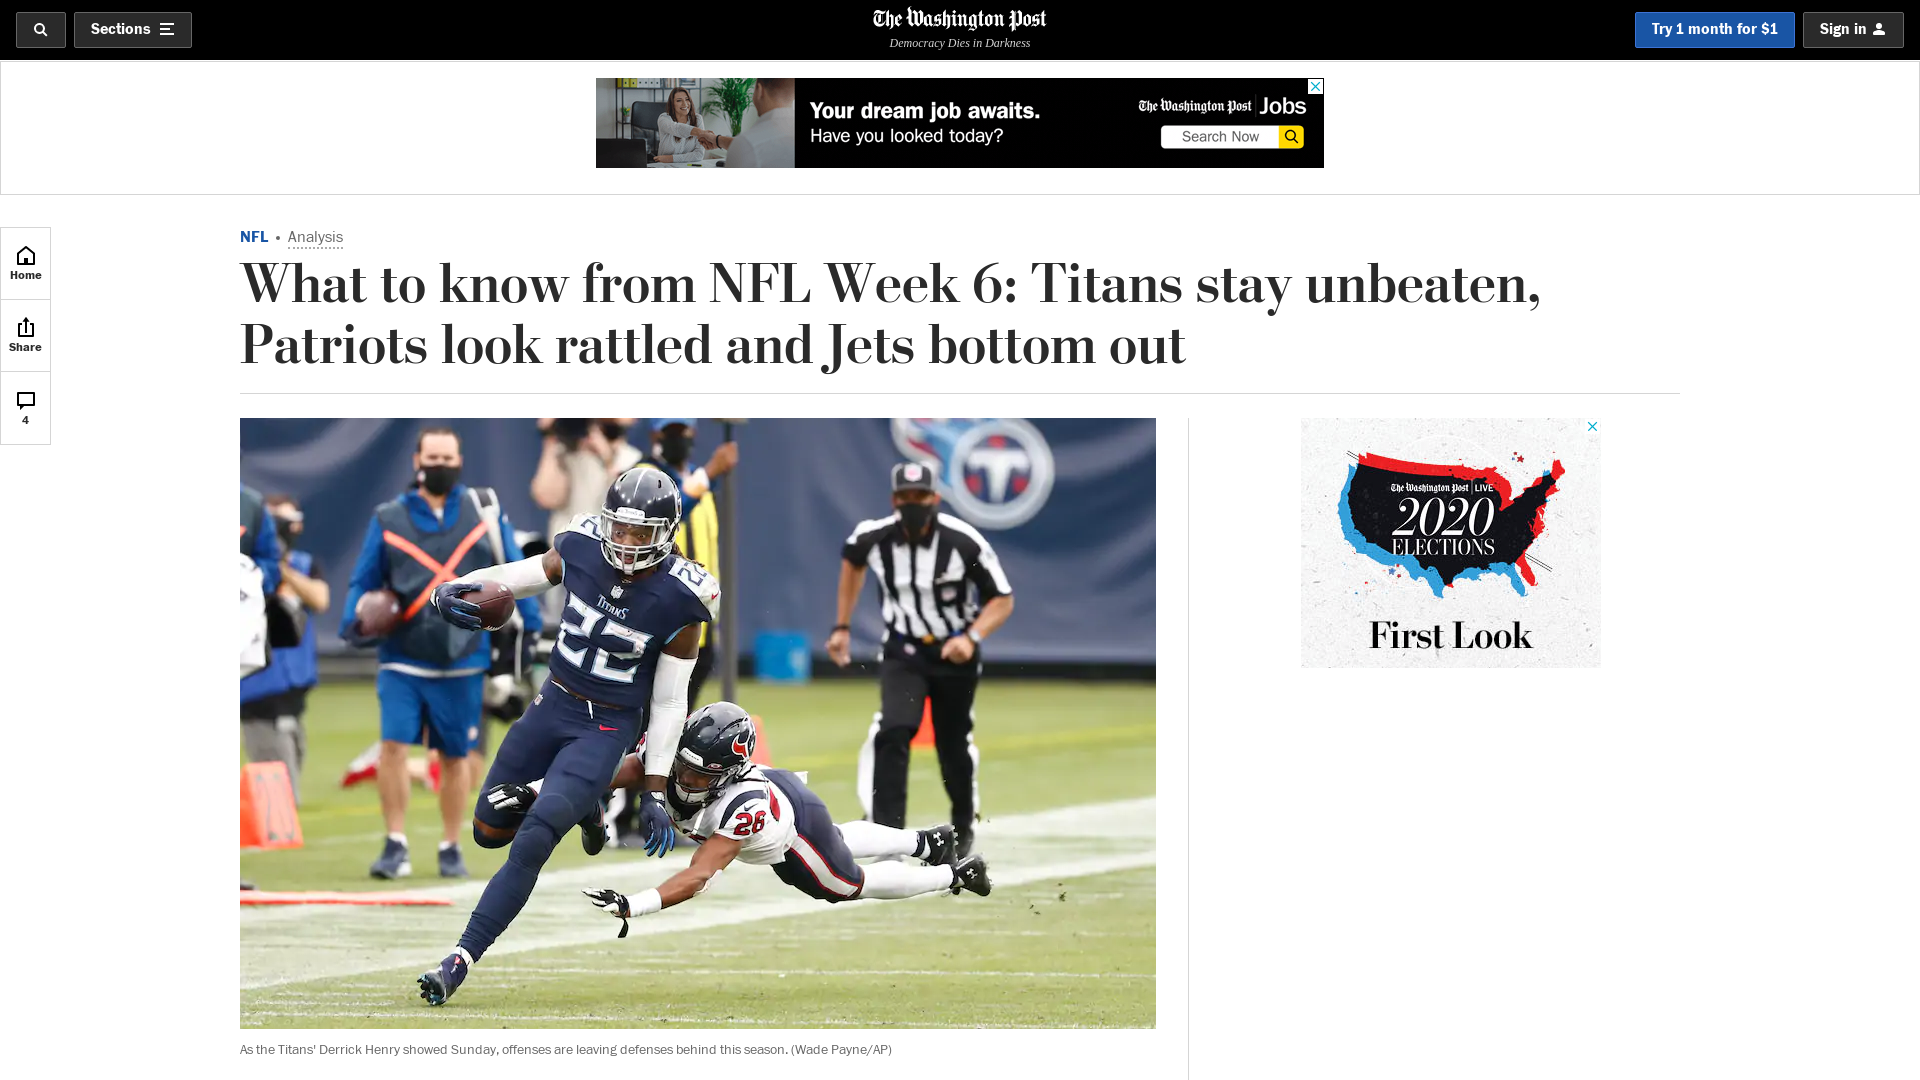 Sections
The Washington Post
Democracy Dies in Darkness
Try 1 month for $1
Sign in
Your dream job awaits.
Have you looked today?
The Washington Post Jobs
Search Now
Home
Share
4
NFL • Analysis
What to know from NFL Week 6: Titans stay unbeaten,
Patriots look rattled and Jets bottom out
22
22
TITANS
22
26
T
The Washington Post LIVE
2020
ELECTIONS
First Look
As the Titans' Derrick Henry showed Sunday, offenses are leaving defenses behind this season. (Wade Payne/AP)